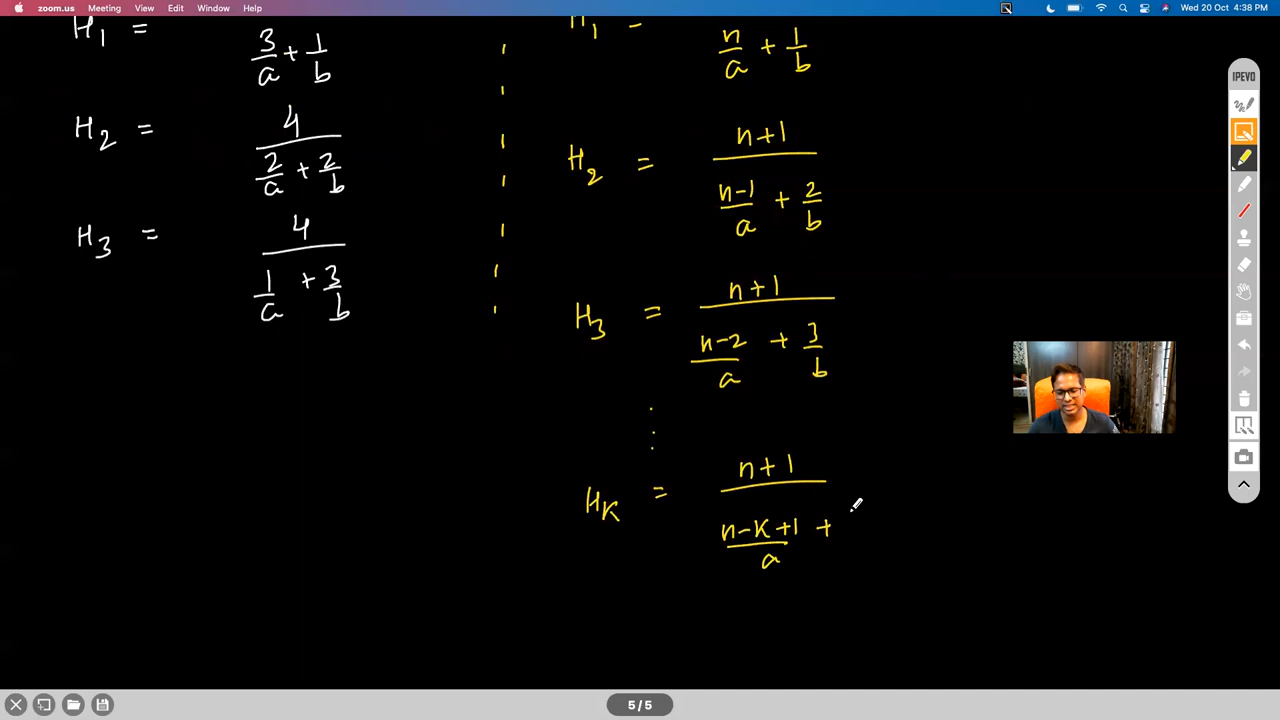 zoom.us Meeting View Edit Window Help Wed 20 Oct 4:38 PM
IPEVO
H₁ =
3/a + 1/b
H₂ = 4 / (2/a + 2/b)
H₃ = 4 / (1/a + 3/b)
H₁ =
n/a + 1/b
H₂ = n+1 / ((n-1)/a + 2/b)
H₃ = n+1 / ((n-2)/a + 3/b)
⋮
H_K = n+1 / ((n-K+1)/a +
5/5